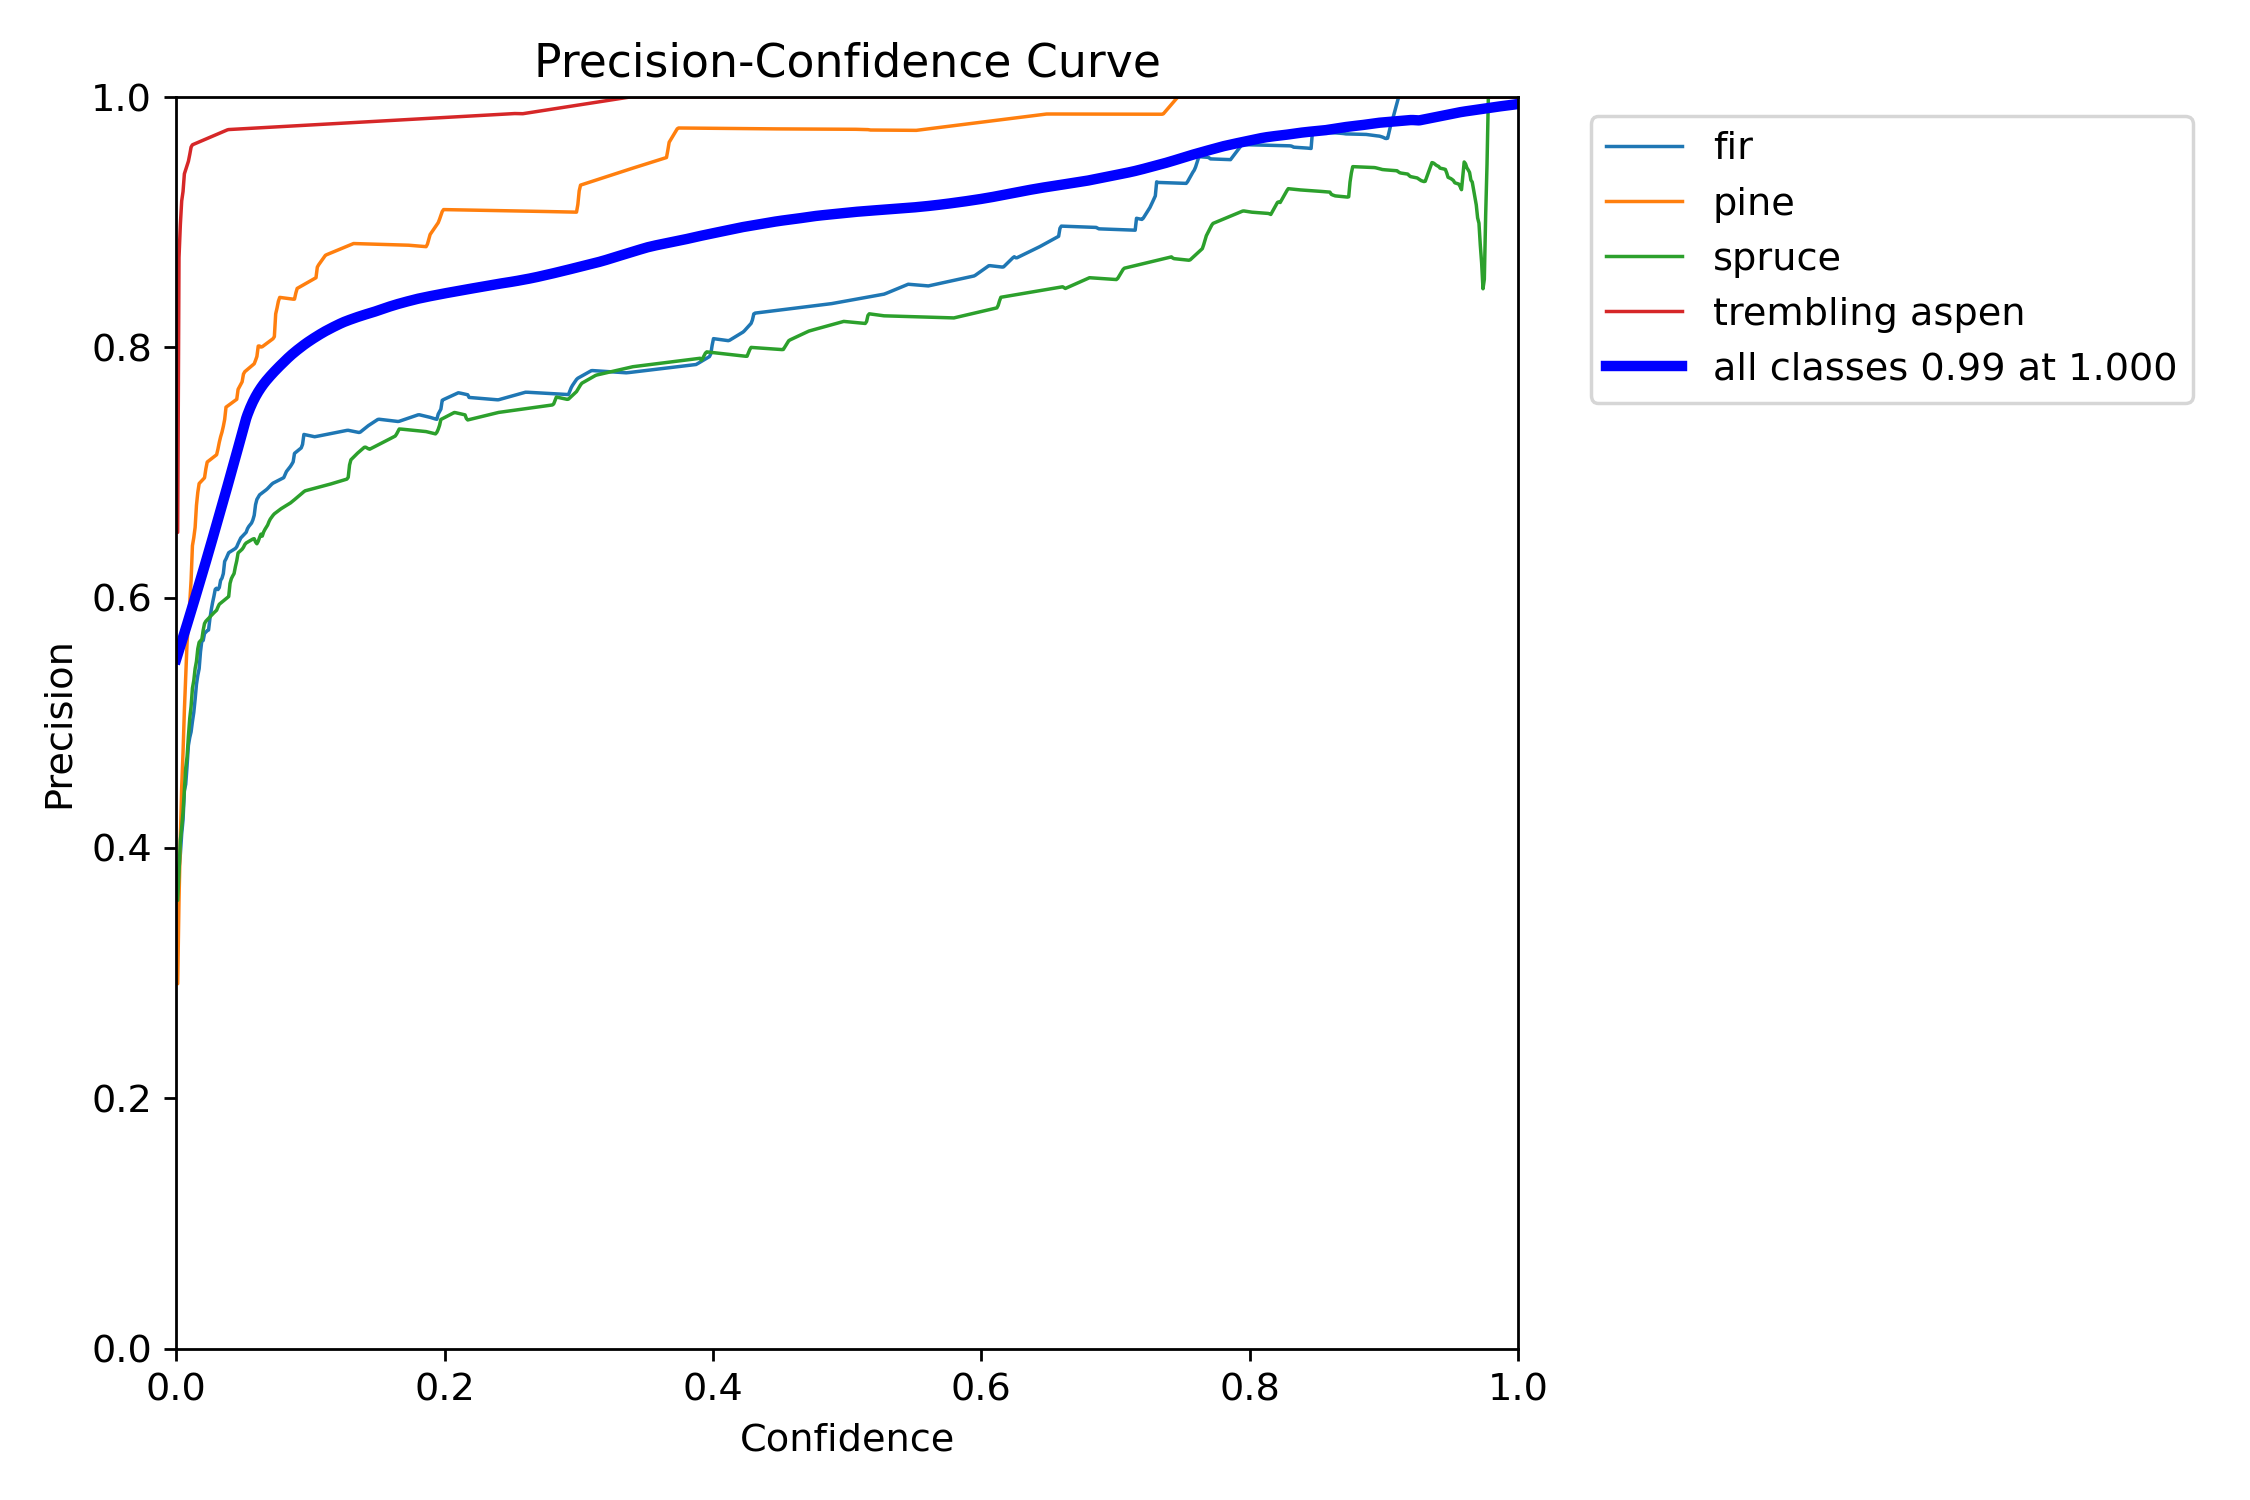 Precision-Confidence Curve
1.0
0.8
0.6
0.4
0.2
0.0
Precision
0.0 0.2 0.4 0.6 0.8 1.0
Confidence
fir
pine
spruce
trembling aspen
all classes 0.99 at 1.000